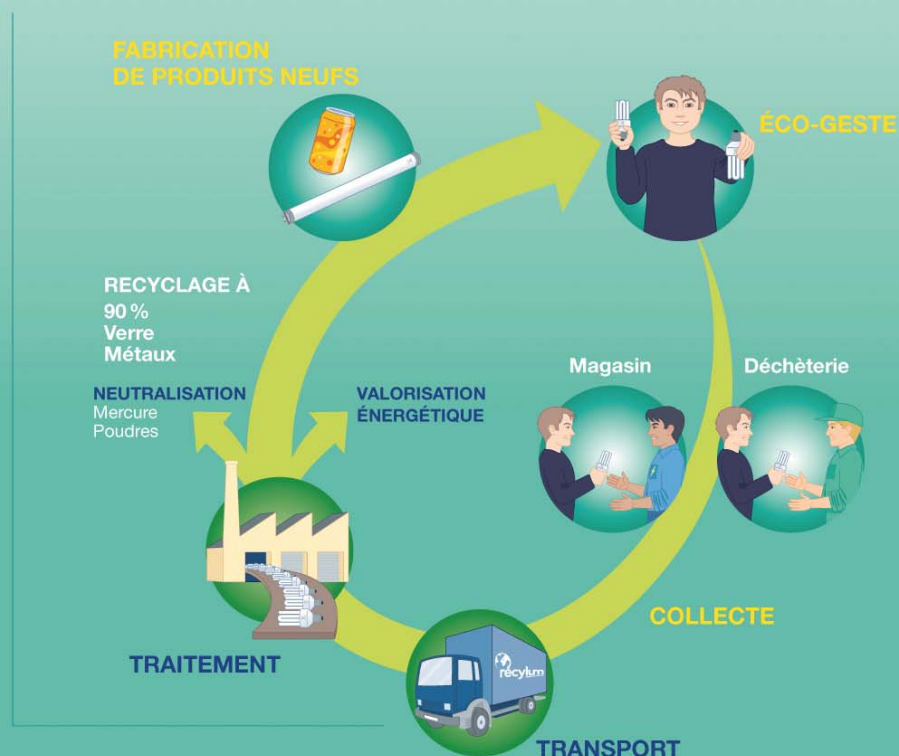 FABRICATION
DE PRODUITS NEUFS
ÉCO-GESTE
RECYCLAGE À
90 %
Verre
Métaux
NEUTRALISATION
Mercure
Poudres
VALORISATION
ÉNERGÉTIQUE
Magasin
Déchèterie
COLLECTE
TRAITEMENT
recylum
TRANSPORT